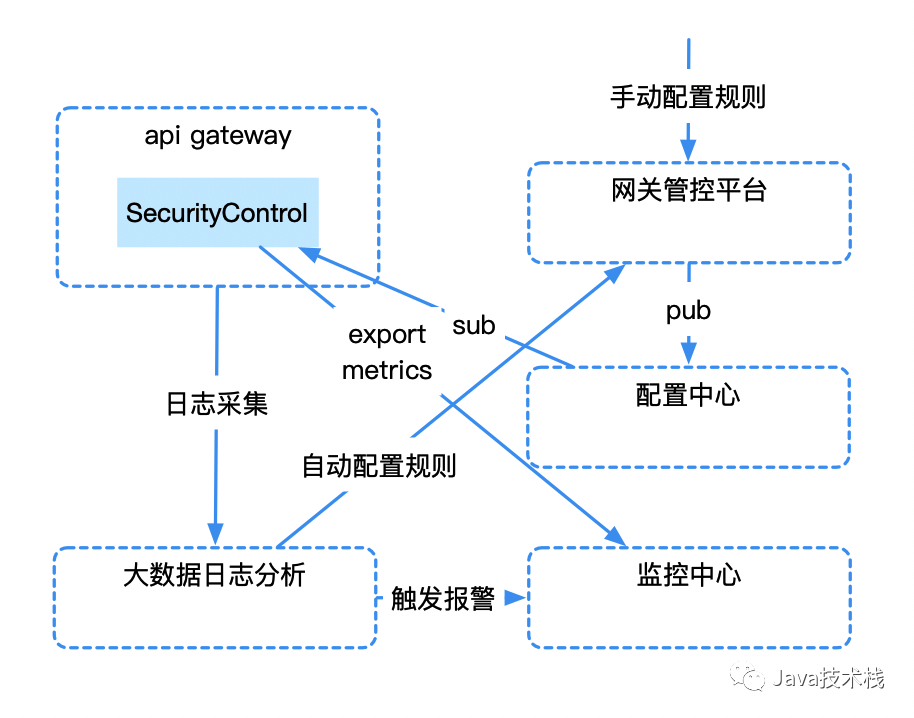 手动配置规则
api gateway
网关管控平台
SecurityControl
pub
sub
export
metrics
配置中心
日志采集
自动配置规则
大数据日志分析
监控中心
触发报警
Java技术栈